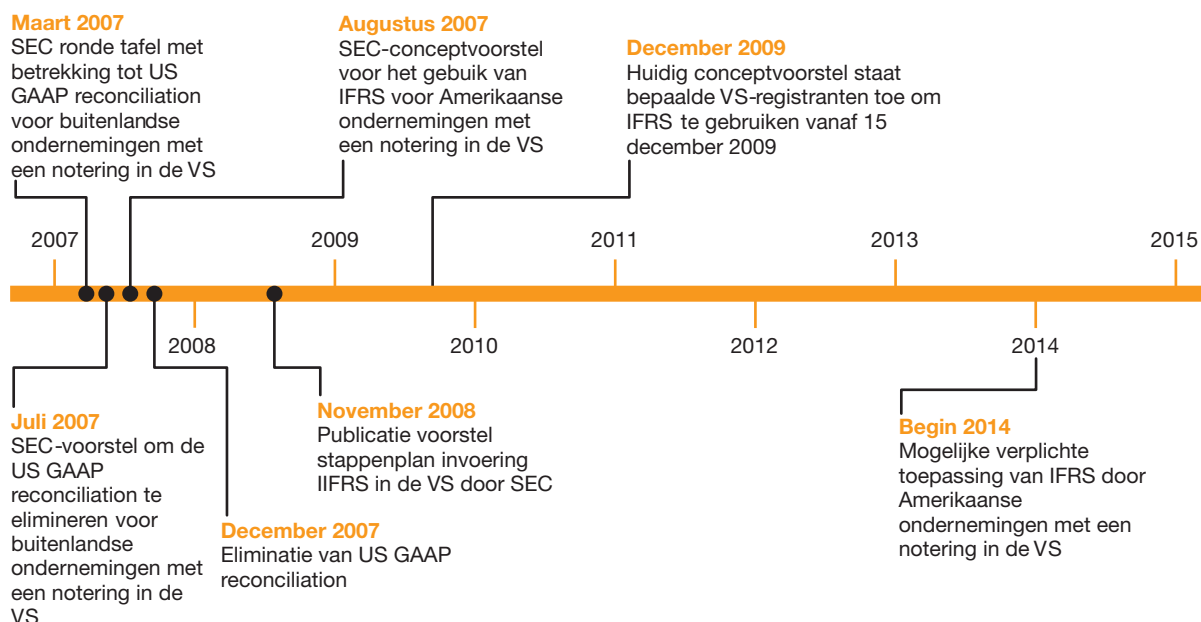 Maart 2007
SEC ronde tafel met
betrekking tot US
GAAP reconciliation
voor buitenlandse
ondernemingen met
een notering in de VS
Augustus 2007
SEC-conceptvoorstel
voor het gebuik van
IFRS voor Amerikaanse
ondernemingen met
een notering in de VS
December 2009
Huidig conceptvoorstel staat
bepaalde VS-registranten toe om
IFRS te gebruiken vanaf 15
december 2009
2007
2009
2011
2013
2015
2008
2010
2012
2014
Juli 2007
SEC-voorstel om de
US GAAP
reconciliation te
elimineren voor
buitenlandse
ondernemingen met
een notering in de
VS
December 2007
Eliminatie van US GAAP
reconciliation
November 2008
Publicatie voorstel
stappenplan invoering
IIFRS in de VS door SEC
Begin 2014
Mogelijke verplichte
toepassing van IFRS door
Amerikaanse
ondernemingen met een
notering in de VS